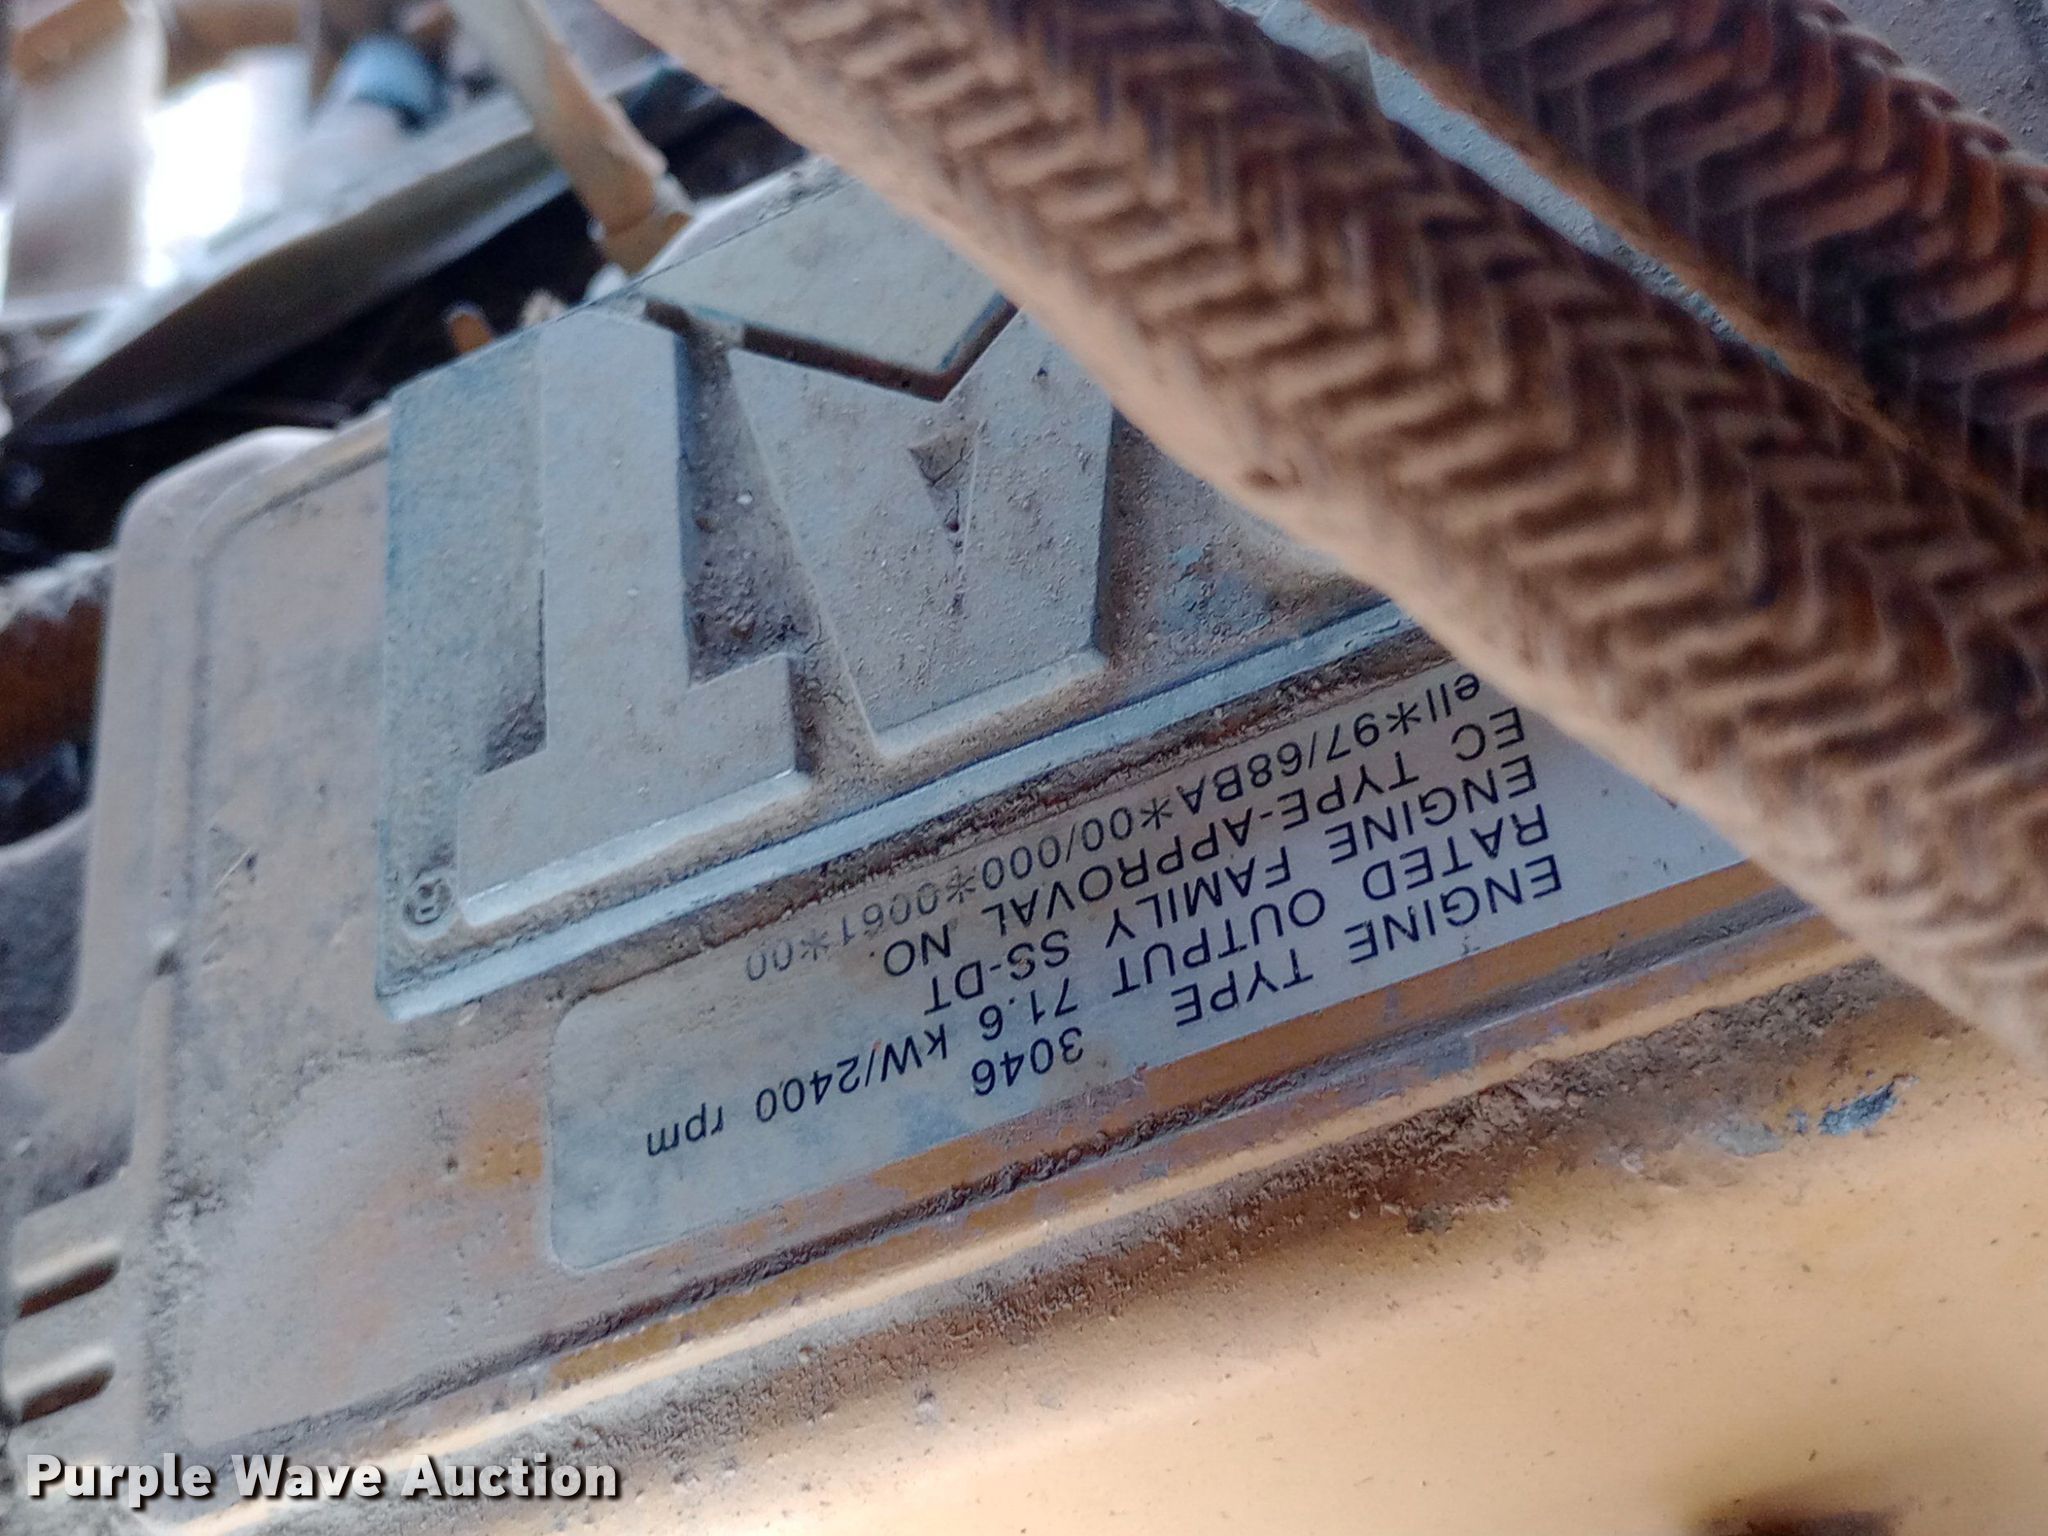 ENGINE TYPE 3046
RATED OUTPUT 71.6 kW/2400 rpm
ENGINE FAMILY SS-DT
EC TYPE-APPROVAL NO.
e11*97/68BA*00/000*0061*00
AT
Purple Wave Auction